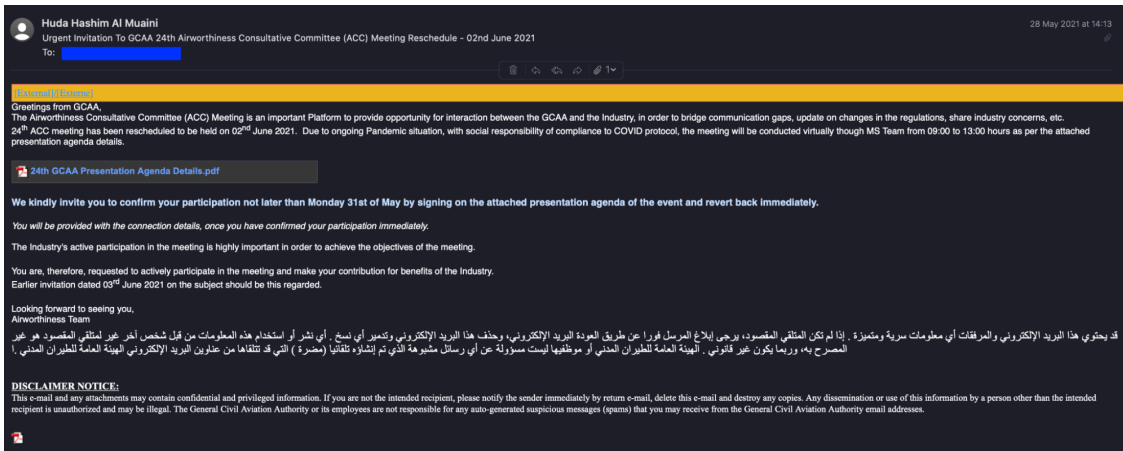 Huda Hashim Al Muaini
28 May 2021 at 14:13
Urgent Invitation To GCAA 24th Airworthiness Consultative Committee (ACC) Meeting Reschedule - 02nd June 2021
To:
1
[External]/[Externe]
Greetings from GCAA,
The Airworthiness Consultative Committee (ACC) Meeting is an important Platform to provide opportunity for interaction between the GCAA and the Industry, in order to bridge communication gaps, update on changes in the regulations, share industry concerns, etc.
24th ACC meeting has been rescheduled to be held on 02nd June 2021. Due to ongoing Pandemic situation, with social responsibility of compliance to COVID protocol, the meeting will be conducted virtually though MS Team from 09:00 to 13:00 hours as per the attached
presentation agenda details.
24th GCAA Presentation Agenda Details.pdf
We kindly invite you to confirm your participation not later than Monday 31st of May by signing on the attached presentation agenda of the event and revert back immediately.
You will be provided with the connection details, once you have confirmed your participation immediately.
The Industry's active participation in the meeting is highly important in order to achieve the objectives of the meeting.
You are, therefore, requested to actively participate in the meeting and make your contribution for benefits of the Industry.
Earlier invitation dated 03rd June 2021 on the subject should be this regarded.
Looking forward to seeing you,
Airworthiness Team
قد يحتوي هذا البريد الإلكتروني والمرفقات أي معلومات سرية ومتميزة . إذا لم تكن المتلقي المقصود، يرجى إبلاغ المرسل فورا عن طريق العودة البريد الإلكتروني، وحذف هذا البريد الإلكتروني وتدمير أي نسخ . أي نشر أو استخدام هذه المعلومات من قبل شخص آخر غير لمتلقي المقصود هو غير
المصرح به، وربما يكون غير قانوني . الهيئة العامة للطيران المدني أو موظفيها ليست مسؤولة عن أي رسائل مشبوهة الذي تم إنشاؤه تلقائيا (مضرة ) التي قد تتلقاها من عناوين البريد الإلكتروني الهيئة العامة للطيران المدني .ا
DISCLAIMER NOTICE:
This e-mail and any attachments may contain confidential and privileged information. If you are not the intended recipient, please notify the sender immediately by return e-mail, delete this e-mail and destroy any copies. Any dissemination or use of this information by a person other than the intended
recipient is unauthorized and may be illegal. The General Civil Aviation Authority or its employees are not responsible for any auto-generated suspicious messages (spams) that you may receive from the General Civil Aviation Authority email addresses.